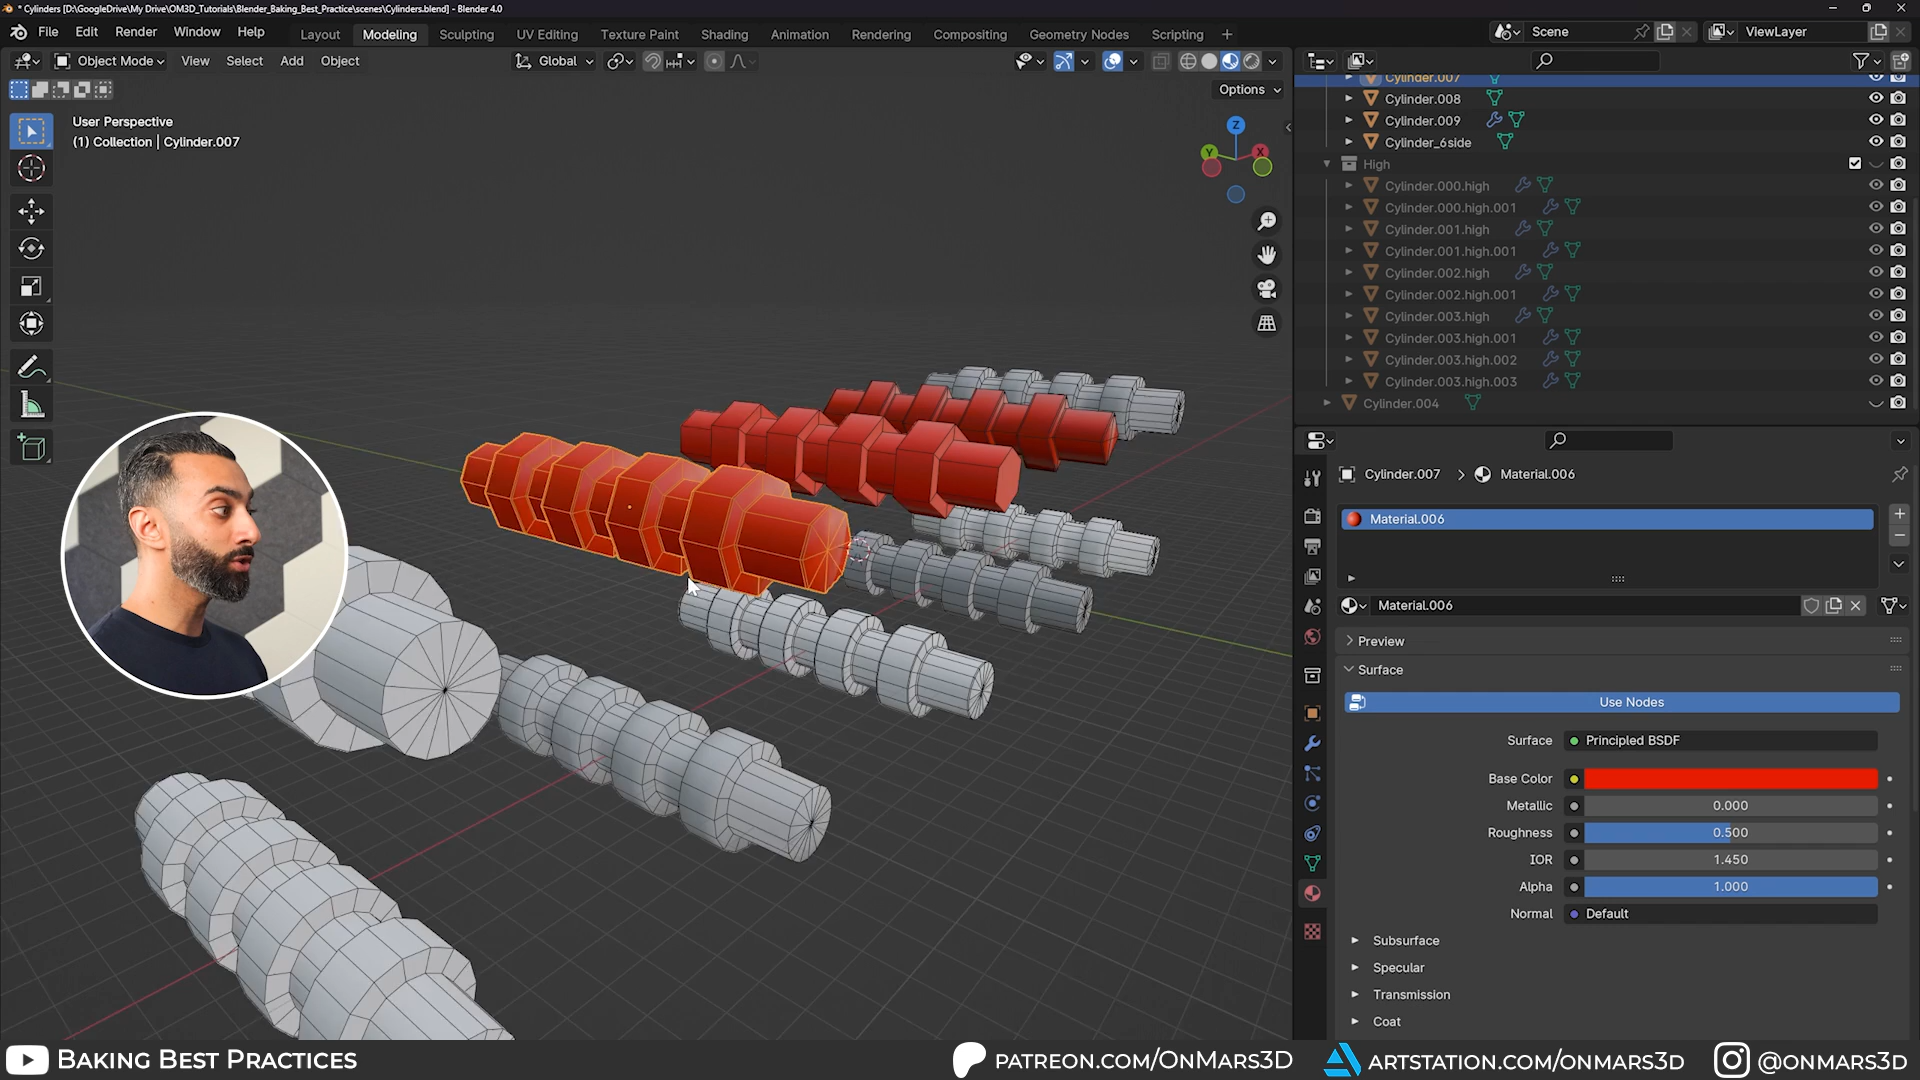 * Cylinders [D:\GoogleDrive\My Drive\OM3D_Tutorials\Blender_Baking_Best_Practice\scenes\Cylinders.blend] - Blender 4.0
File Edit Render Window Help Layout Modeling Sculpting UV Editing Texture Paint Shading Animation Rendering Compositing Geometry Nodes Scripting + Scene ViewLayer
Object Mode View Select Add Object Global
Options
User Perspective
(1) Collection | Cylinder.007
Z
Y
X
Cylinder.007
Cylinder.008
Cylinder.009
Cylinder_6side
High
Cylinder.000.high
Cylinder.000.high.001
Cylinder.001.high
Cylinder.001.high.001
Cylinder.002.high
Cylinder.002.high.001
Cylinder.003.high
Cylinder.003.high.001
Cylinder.003.high.002
Cylinder.003.high.003
Cylinder.004
Cylinder.007 > Material.006
Material.006
Material.006
Preview
Surface
Use Nodes
Surface Principled BSDF
Base Color
Metallic 0.000
Roughness 0.500
IOR 1.450
Alpha 1.000
Normal Default
Subsurface
Specular
Transmission
Coat
BAKING BEST PRACTICES PATREON.COM/ONMARS3D ARTSTATION.COM/ONMARS3D @ONMARS3D